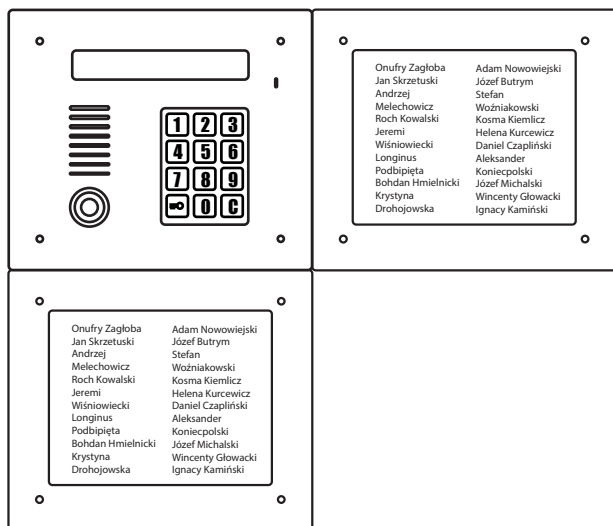 1 2 3
4 5 6
7 8 9
0 C
Onufry Zagłoba
Jan Skrzetuski
Andrzej
Melechowicz
Roch Kowalski
Jeremi
Wiśniowiecki
Longinus
Podbipięta
Bohdan Hmielnicki
Krystyna
Drohojowska
Adam Nowowiejski
Józef Butrym
Stefan
Woźniakowski
Kosma Kiemlicz
Helena Kurcewicz
Daniel Czapliński
Aleksander
Koniecpolski
Józef Michalski
Wincenty Głowacki
Ignacy Kamiński
Onufry Zagłoba
Jan Skrzetuski
Andrzej
Melechowicz
Roch Kowalski
Jeremi
Wiśniowiecki
Longinus
Podbipięta
Bohdan Hmielnicki
Krystyna
Drohojowska
Adam Nowowiejski
Józef Butrym
Stefan
Woźniakowski
Kosma Kiemlicz
Helena Kurcewicz
Daniel Czapliński
Aleksander
Koniecpolski
Józef Michalski
Wincenty Głowacki
Ignacy Kamiński